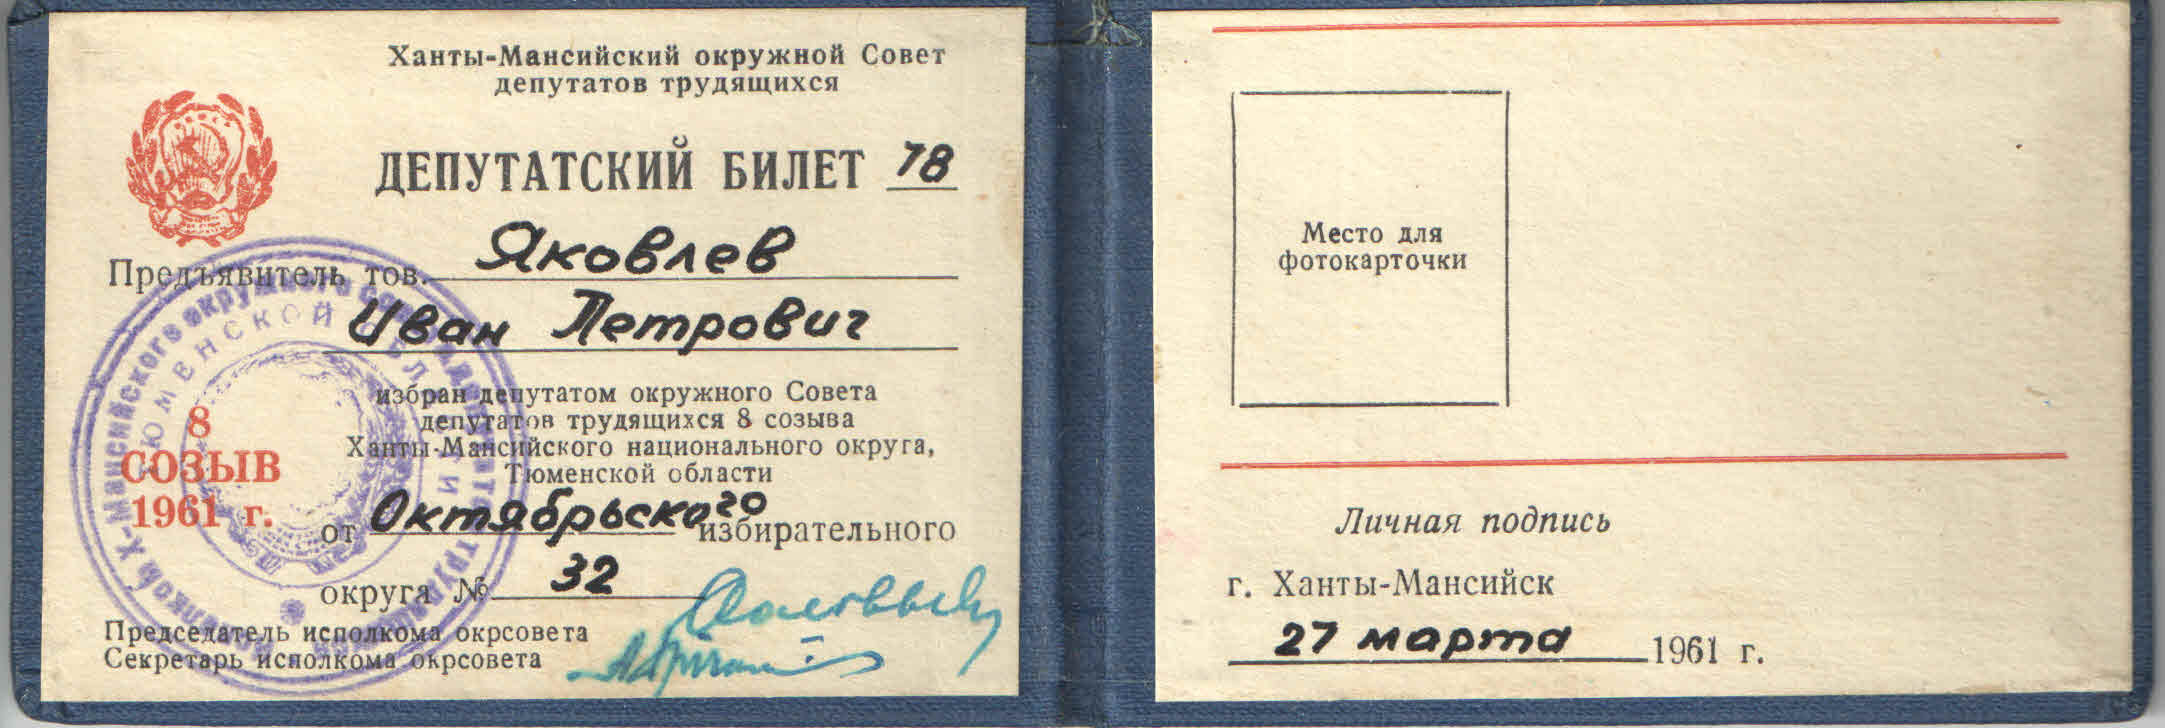 Ханты-Мансийский окружной Совет
депутатов трудящихся
ДЕПУТАТСКИЙ БИЛЕТ 78
Предъявитель тов. Яковлев
Иван Петрович
избран депутатом окружного Совета
депутатов трудящихся 8 созыва
Ханты-Мансийского национального округа,
Тюменской области
от Октябрьского избирательного
округа № 32
Председатель исполкома окрсовета
Секретарь исполкома окрсовета
8
СОЗЫВ
1961 г.
Место для
фотокарточки
Личная подпись
г. Ханты-Мансийск
27 марта 1961 г.